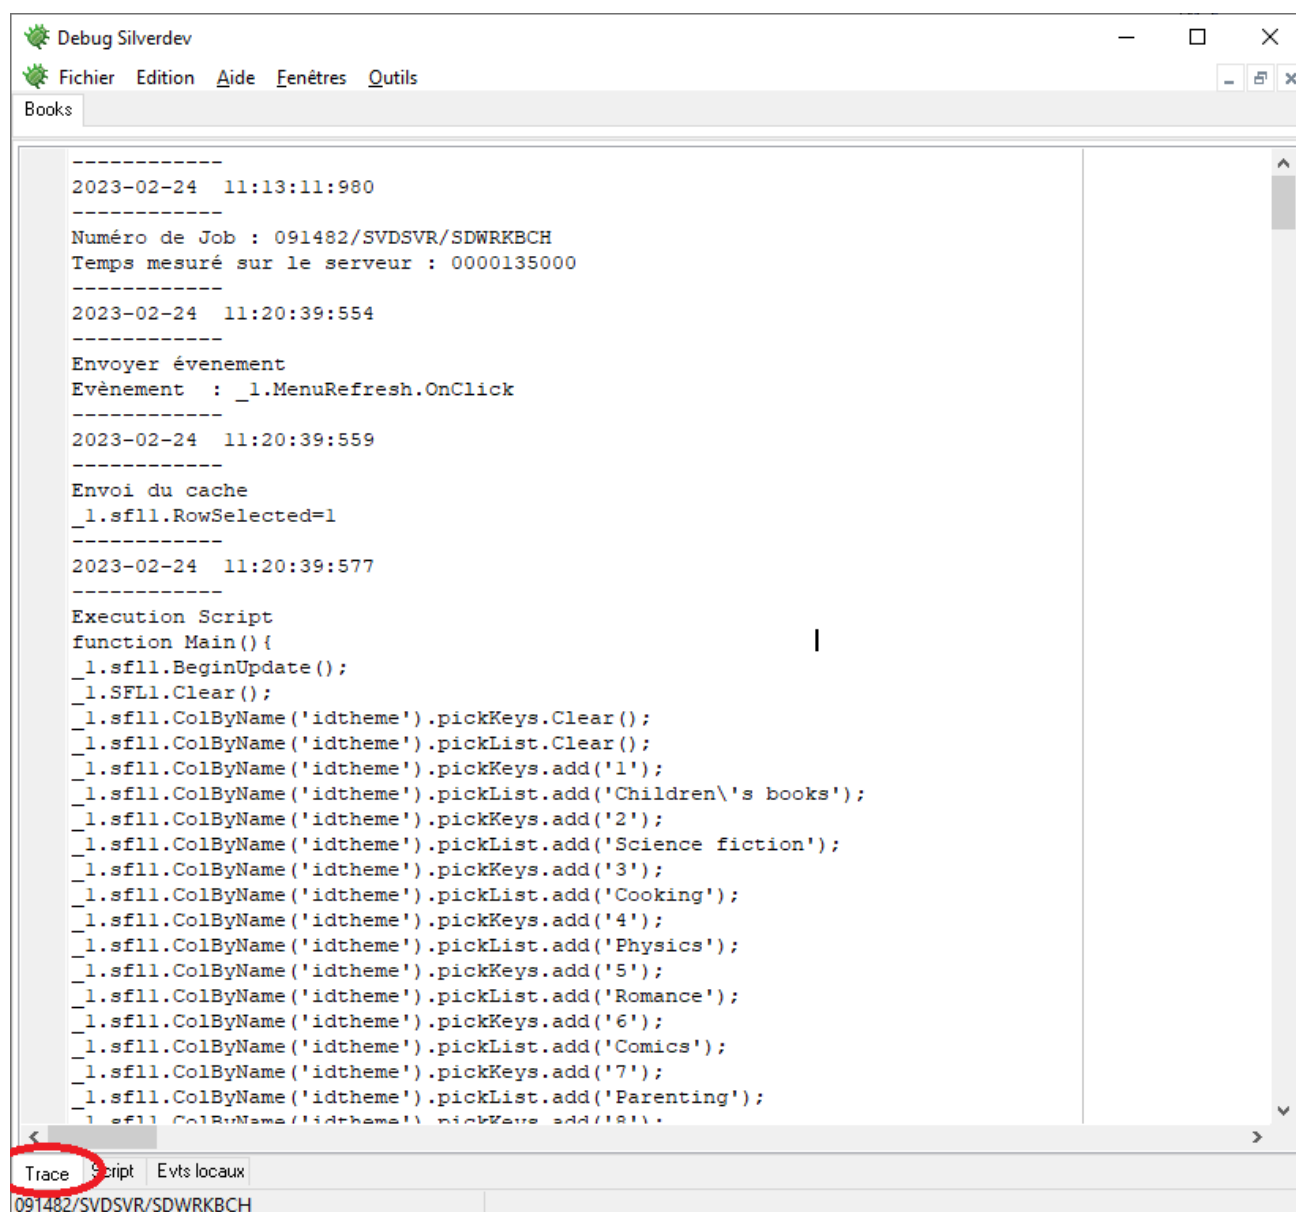 Debug Silverdev
Fichier Edition Aide Fenêtres Outils
Books
------------
2023-02-24 11:13:11:980
------------
Numéro de Job : 091482/SVDSVR/SDWRKBCH
Temps mesuré sur le serveur : 0000135000
------------
2023-02-24 11:20:39:554
------------
Envoyer évenement
Evènement : _1.MenuRefresh.OnClick
------------
2023-02-24 11:20:39:559
------------
Envoi du cache
_1.sfl1.RowSelected=1
------------
2023-02-24 11:20:39:577
------------
Execution Script
function Main(){
_1.sfl1.BeginUpdate();
_1.SFL1.Clear();
_1.sfl1.ColByName('idtheme').pickKeys.Clear();
_1.sfl1.ColByName('idtheme').pickList.Clear();
_1.sfl1.ColByName('idtheme').pickKeys.add('1');
_1.sfl1.ColByName('idtheme').pickList.add('Children\'s books');
_1.sfl1.ColByName('idtheme').pickKeys.add('2');
_1.sfl1.ColByName('idtheme').pickList.add('Science fiction');
_1.sfl1.ColByName('idtheme').pickKeys.add('3');
_1.sfl1.ColByName('idtheme').pickList.add('Cooking');
_1.sfl1.ColByName('idtheme').pickKeys.add('4');
_1.sfl1.ColByName('idtheme').pickList.add('Physics');
_1.sfl1.ColByName('idtheme').pickKeys.add('5');
_1.sfl1.ColByName('idtheme').pickList.add('Romance');
_1.sfl1.ColByName('idtheme').pickKeys.add('6');
_1.sfl1.ColByName('idtheme').pickList.add('Comics');
_1.sfl1.ColByName('idtheme').pickKeys.add('7');
_1.sfl1.ColByName('idtheme').pickList.add('Parenting');
_1.sfl1.ColByName('idtheme').pickKeys.add('8');
Trace Script Evts locaux
091482/SVDSVR/SDWRKBCH